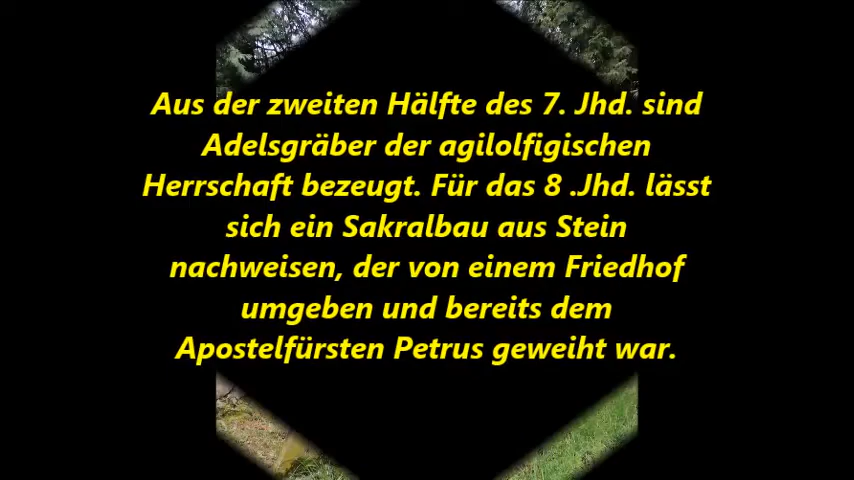 Aus der zweiten Hälfte des 7. Jhd. sind
Adelsgräber der agilolfigischen
Herrschaft bezeugt. Für das 8 .Jhd. lässt
sich ein Sakralbau aus Stein
nachweisen, der von einem Friedhof
umgeben und bereits dem
Apostelfürsten Petrus geweiht war.